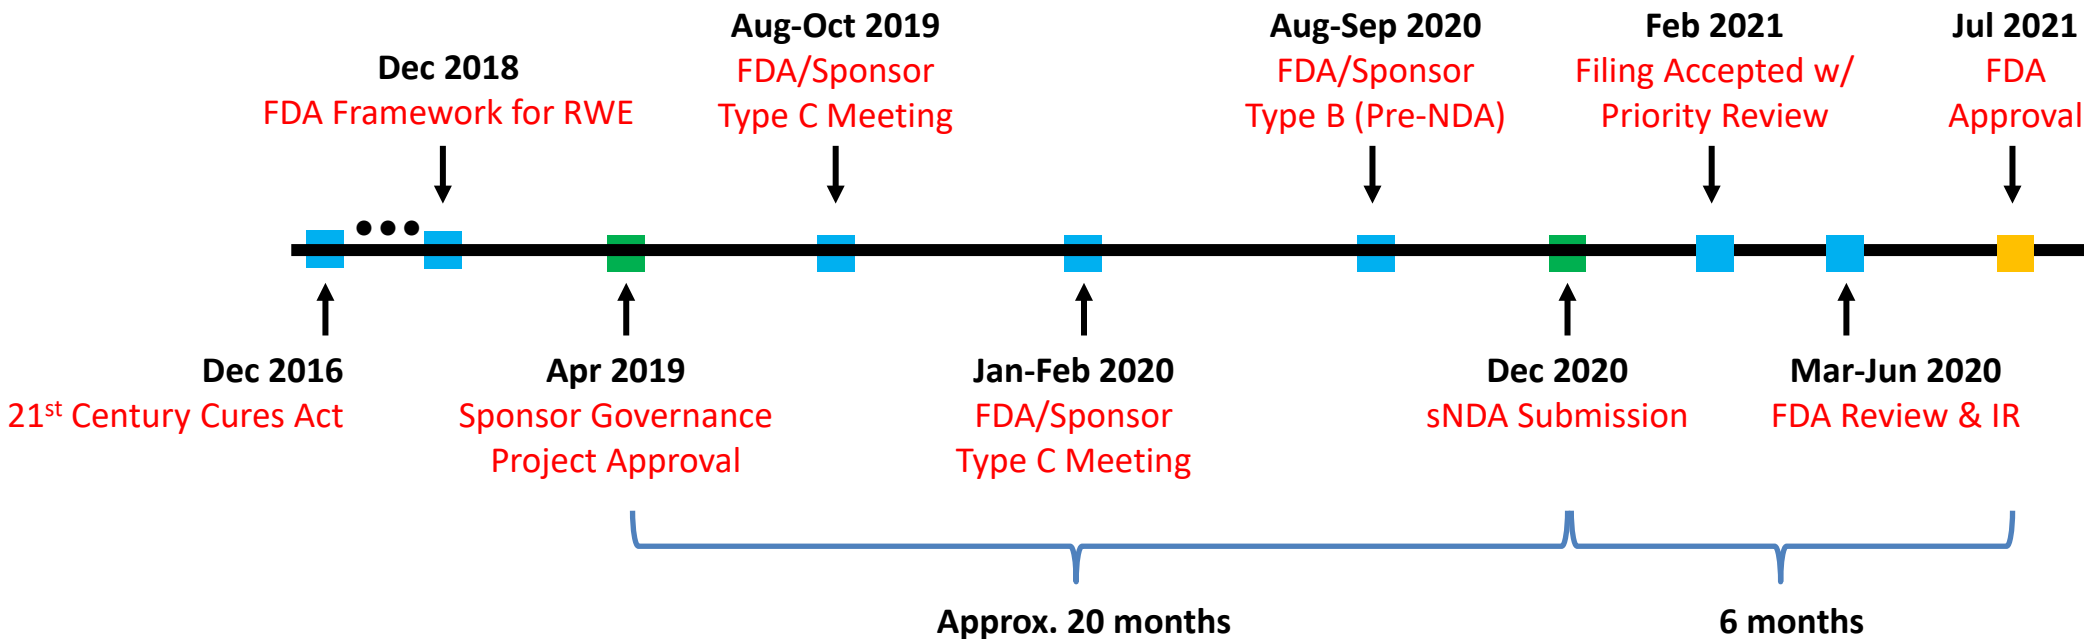 Dec 2018
FDA Framework for RWE
Aug-Oct 2019
FDA/Sponsor
Type C Meeting
Aug-Sep 2020
FDA/Sponsor
Type B (Pre-NDA)
Feb 2021
Filing Accepted w/
Priority Review
Jul 2021
FDA
Approval
Dec 2016
21st Century Cures Act
Apr 2019
Sponsor Governance
Project Approval
Jan-Feb 2020
FDA/Sponsor
Type C Meeting
Dec 2020
sNDA Submission
Mar-Jun 2020
FDA Review & IR
Approx. 20 months
6 months